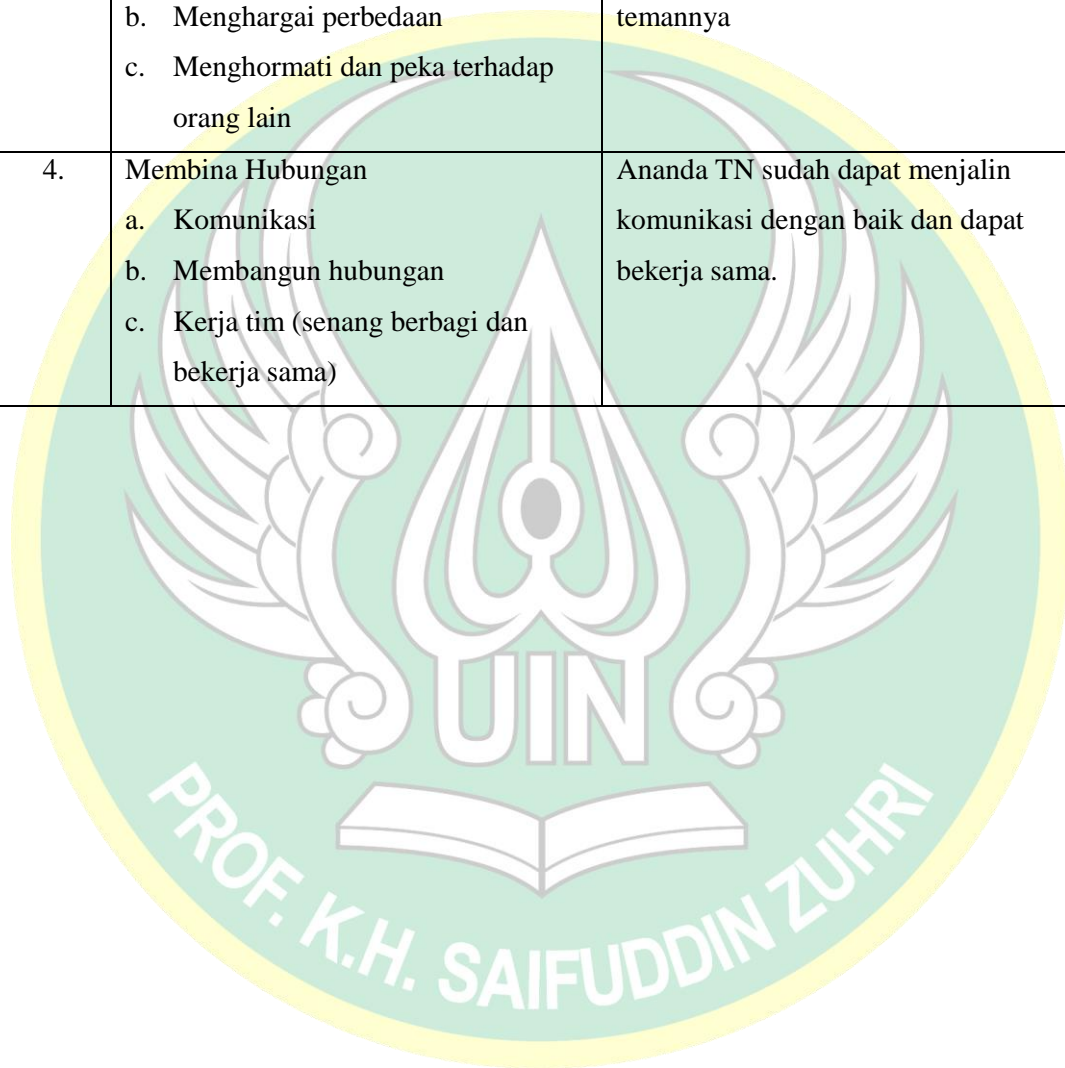 b. Menghargai perbedaan
temannya
c. Menghormati dan peka terhadap
orang lain
4. Membina Hubungan
a. Komunikasi
b. Membangun hubungan
c. Kerja tim (senang berbagi dan
bekerja sama)
Ananda TN sudah dapat menjalin
komunikasi dengan baik dan dapat
bekerja sama.
UIN
PROF. K.H. SAIFUDDIN ZUHRI